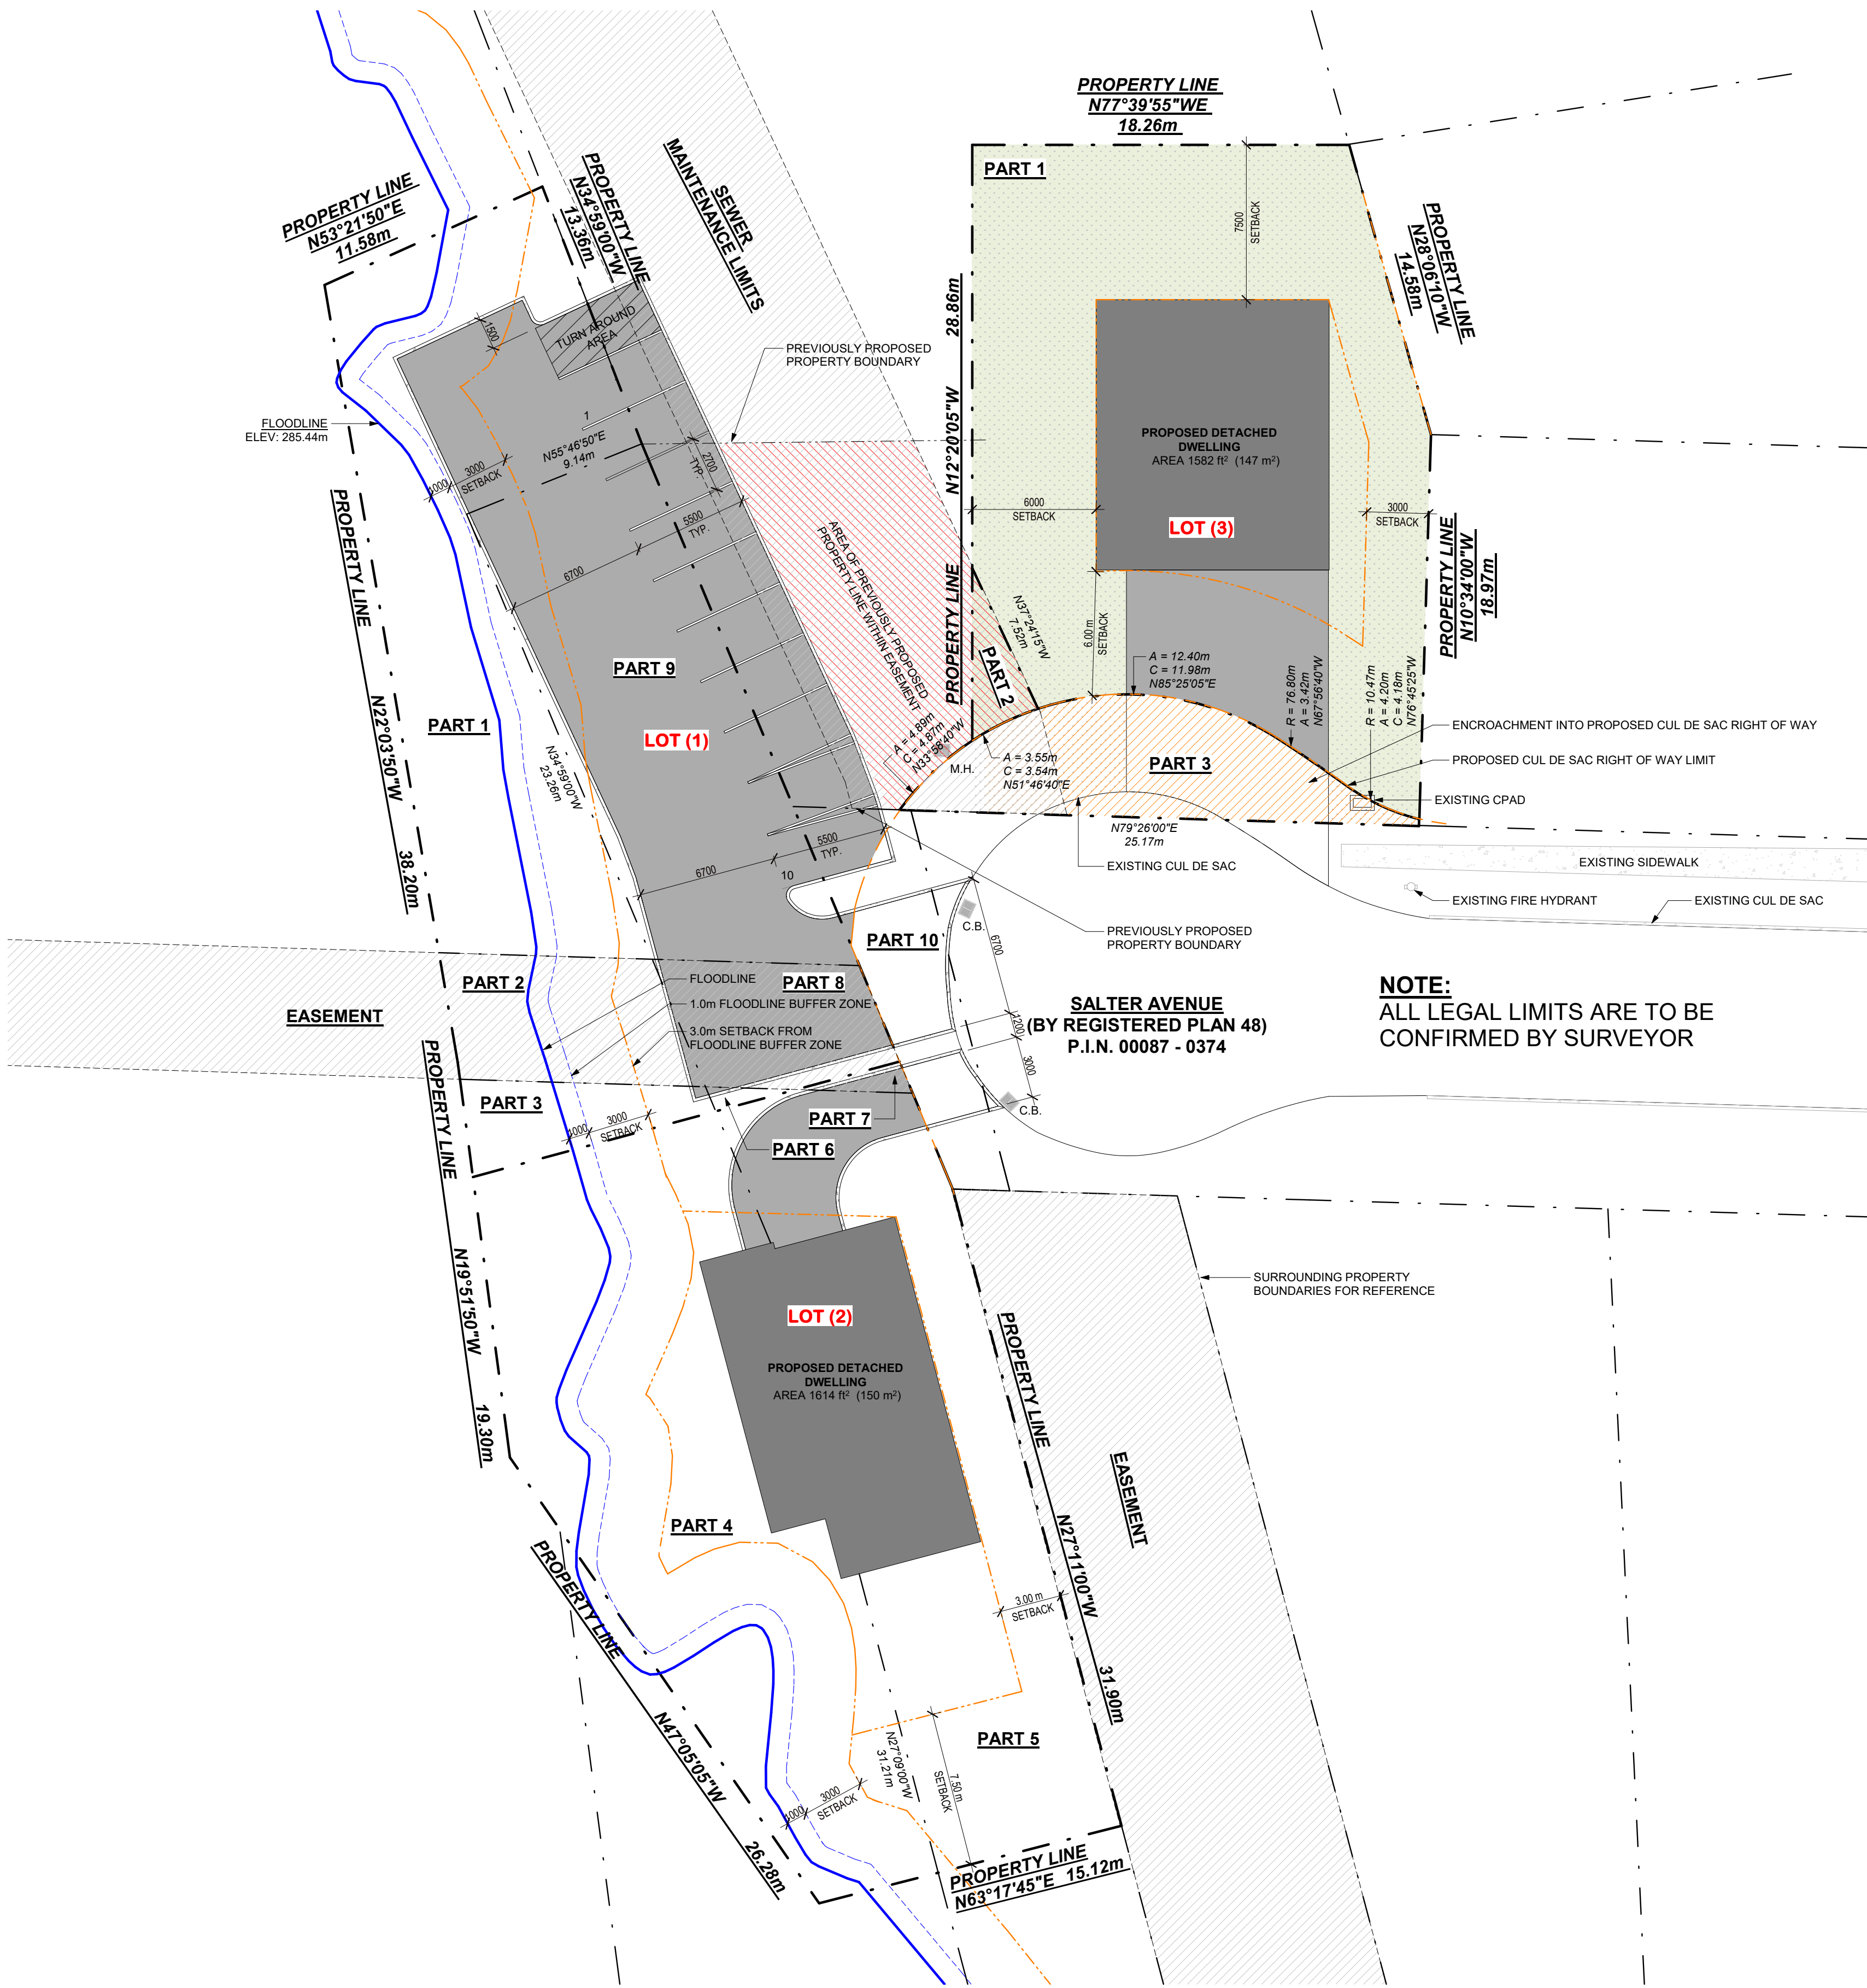 PROPERTY LINE
N77°39'55"WE
18.26m
PART 1
7500
SETBACK
PROPERTY LINE
N53°21'50"E
11.58m
PROPERTY LINE
N34°59'00"W
13.36m
SEWER
MAINTENANCE LIMITS
PROPERTY LINE
N28°06'10"W
14.58m
TURN AROUND
AREA
1500
PREVIOUSLY PROPOSED
PROPERTY BOUNDARY
FLOODLINE
ELEV: 285.44m
1
N55°46'50"E
9.14m
3000
SETBACK
1000
2700
TYP.
5500
TYP.
6700
PROPERTY LINE
N12°20'05"W
28.86m
PROPOSED DETACHED
DWELLING
AREA 1582 ft² (147 m²)
LOT (3)
6000
SETBACK
3000
SETBACK
PROPERTY LINE
N10°34'00"W
18.97m
AREA OF PREVIOUSLY PROPOSED
PROPERTY LINE WITHIN EASEMENT
N37°24'15"W
7.52m
6.00 m
SETBACK
PART 2
A = 12.40m
C = 11.98m
N85°25'05"E
R = 76.80m
A = 3.42m
N67°56'40"W
R = 10.47m
A = 4.20m
C = 4.18m
N76°45'25"W
PROPERTY LINE
N22°03'50"W
38.20m
PART 9
PART 1
LOT (1)
N34°59'00"W
23.26m
A = 4.89m
C = 4.87m
N33°58'40"W
M.H.
A = 3.55m
C = 3.54m
N51°46'40"E
PART 3
ENCROACHMENT INTO PROPOSED CUL DE SAC RIGHT OF WAY
PROPOSED CUL DE SAC RIGHT OF WAY LIMIT
EXISTING CPAD
N79°26'00"E
25.17m
EXISTING CUL DE SAC
EXISTING SIDEWALK
EXISTING FIRE HYDRANT
EXISTING CUL DE SAC
5500
TYP.
6700
10
PREVIOUSLY PROPOSED
PROPERTY BOUNDARY
C.B.
6700
PART 10
PART 2
PART 8
FLOODLINE
1.0m FLOODLINE BUFFER ZONE
3.0m SETBACK FROM
FLOODLINE BUFFER ZONE
EASEMENT
SALTER AVENUE
(BY REGISTERED PLAN 48)
P.I.N. 00087 - 0374
1200
3000
C.B.
NOTE:
ALL LEGAL LIMITS ARE TO BE
CONFIRMED BY SURVEYOR
PART 3
PART 7
PART 6
1000
3000
SETBACK
PROPERTY LINE
N19°51'50"W
19.30m
SURROUNDING PROPERTY
BOUNDARIES FOR REFERENCE
LOT (2)
PROPOSED DETACHED
DWELLING
AREA 1614 ft² (150 m²)
PROPERTY LINE
N27°11'00"W
31.90m
EASEMENT
PART 4
3.00 m
SETBACK
PROPERTY LINE
N47°05'05"W
26.28m
N27°09'00"W
31.21m
PART 5
7.50 m
SETBACK
1000
3000
SETBACK
PROPERTY LINE
N63°17'45"E 15.12m